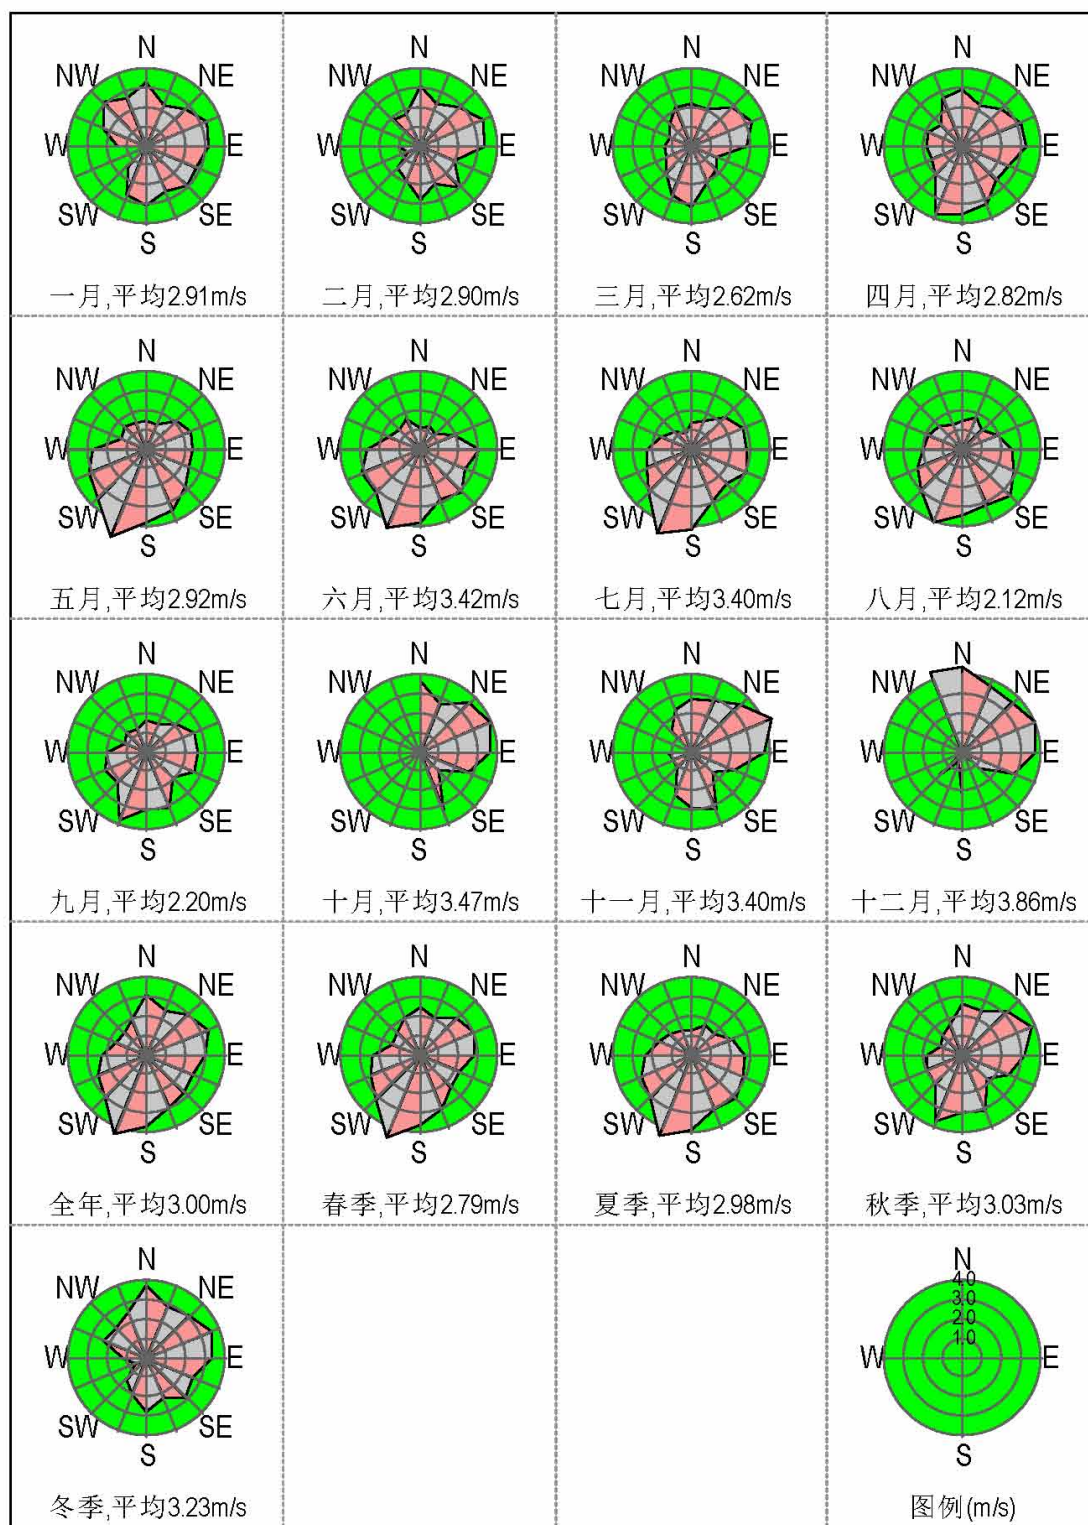 N
NW NE
W E
SW SE
S
一月,平均2.91m/s
N
NW NE
W E
SW SE
S
二月,平均2.90m/s
N
NW NE
W E
SW SE
S
三月,平均2.62m/s
N
NW NE
W E
SW SE
S
四月,平均2.82m/s
N
NW NE
W E
SW SE
S
五月,平均2.92m/s
N
NW NE
W E
SW SE
S
六月,平均3.42m/s
N
NW NE
W E
SW SE
S
七月,平均3.40m/s
N
NW NE
W E
SW SE
S
八月,平均2.12m/s
N
NW NE
W E
SW SE
S
九月,平均2.20m/s
N
NW NE
W E
SW SE
S
十月,平均3.47m/s
N
NW NE
W E
SW SE
S
十一月,平均3.40m/s
N
NW NE
W E
SW SE
S
十二月,平均3.86m/s
N
NW NE
W E
SW SE
S
全年,平均3.00m/s
N
NW NE
W E
SW SE
S
春季,平均2.79m/s
N
NW NE
W E
SW SE
S
夏季,平均2.98m/s
N
NW NE
W E
SW SE
S
秋季,平均3.03m/s
N
NW NE
W E
SW SE
S
冬季,平均3.23m/s
N
4.0
3.0
2.0
1.0
W E
S
图例(m/s)